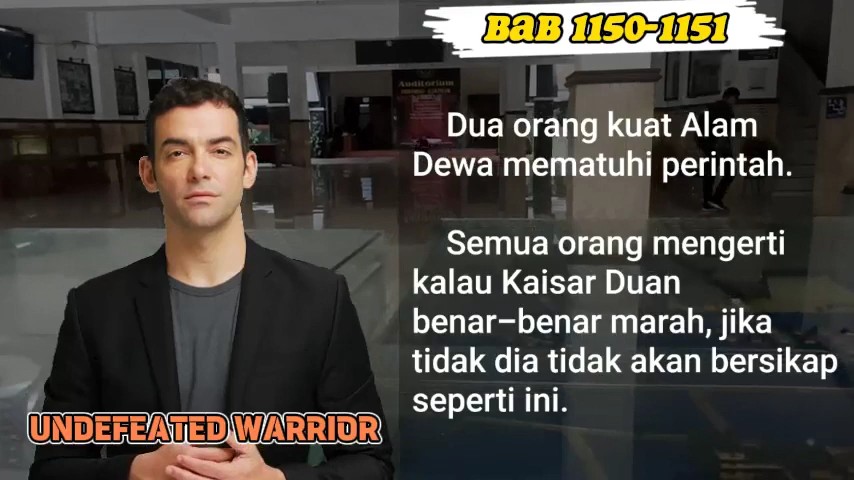 BAB 1150-1151
Auditorium
Dua orang kuat Alam
Dewa mematuhi perintah.
Semua orang mengerti
kalau Kaisar Duan
benar–benar marah, jika
tidak dia tidak akan bersikap
seperti ini.
UNDEFEATED WARRIOR